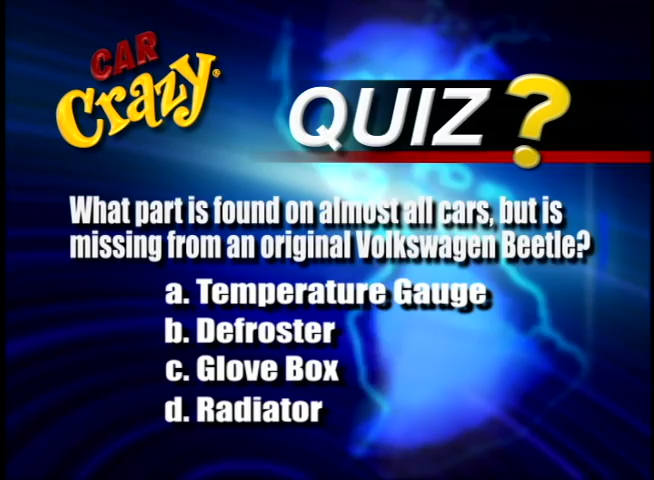 CAR
Crazy®
QUIZ?
What part is found on almost all cars, but is
missing from an original Volkswagen Beetle?
a. Temperature Gauge
b. Defroster
c. Glove Box
d. Radiator